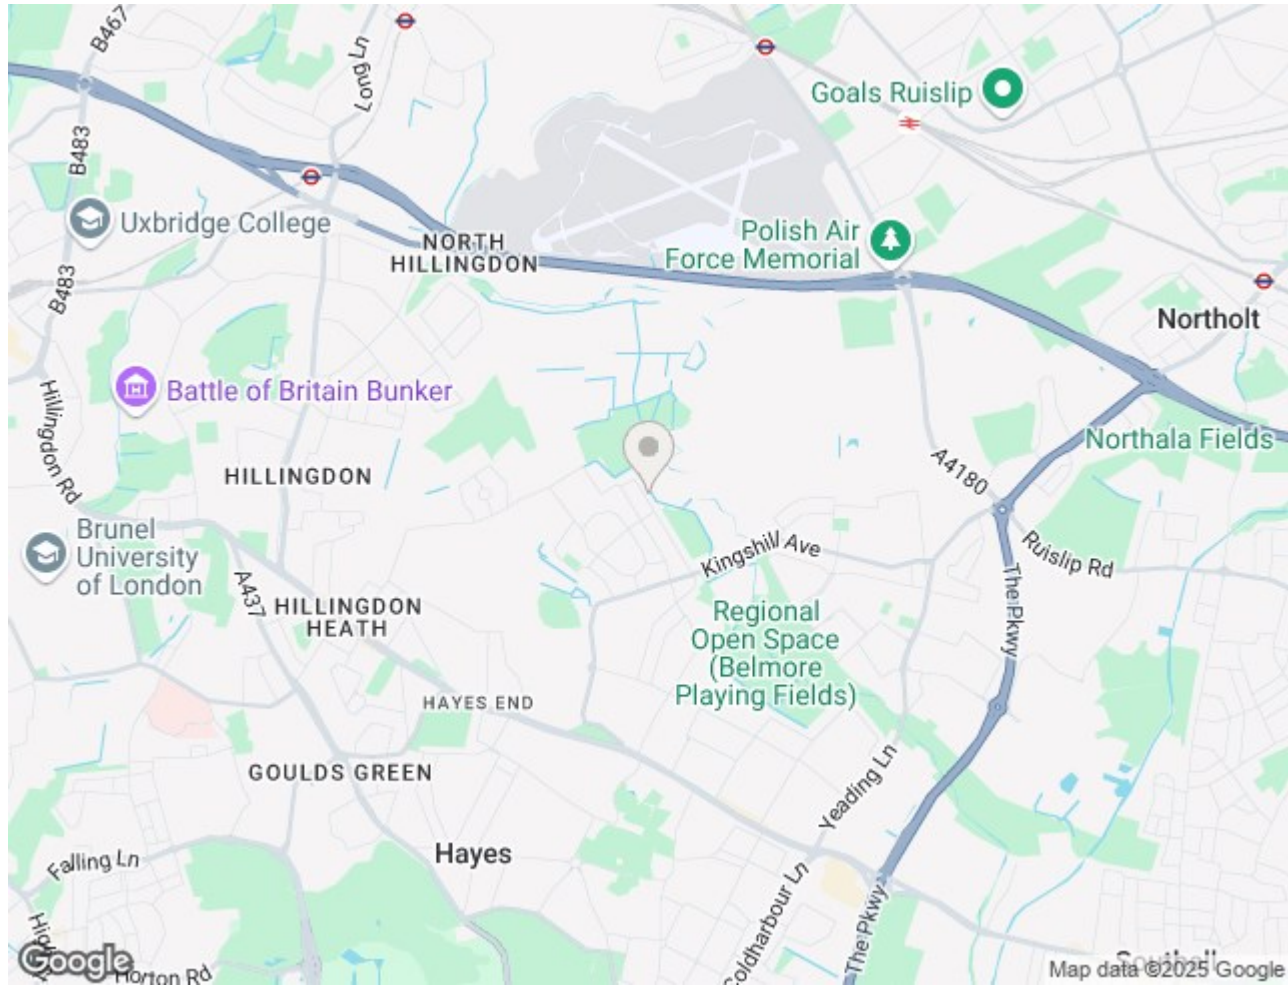 B467
Long Ln
Goals Ruislip
B483
Uxbridge College
Polish Air
Force Memorial
NORTH
HILLINGDON
B483
Northolt
Battle of Britain Bunker
Hillingdon Rd
Northala Fields
HILLINGDON
A4180
Brunel
University
of London
Kingshill Ave
Ruislip Rd
A437
The Pkwy
HILLINGDON
HEATH
Regional
Open Space
(Belmore
Playing Fields)
HAYES END
GOULDS GREEN
Yeading Ln
Hayes
Falling Ln
Coldharbour Ln
The Pkwy
Horton Rd
Google
Southall
Map data ©2025 Google